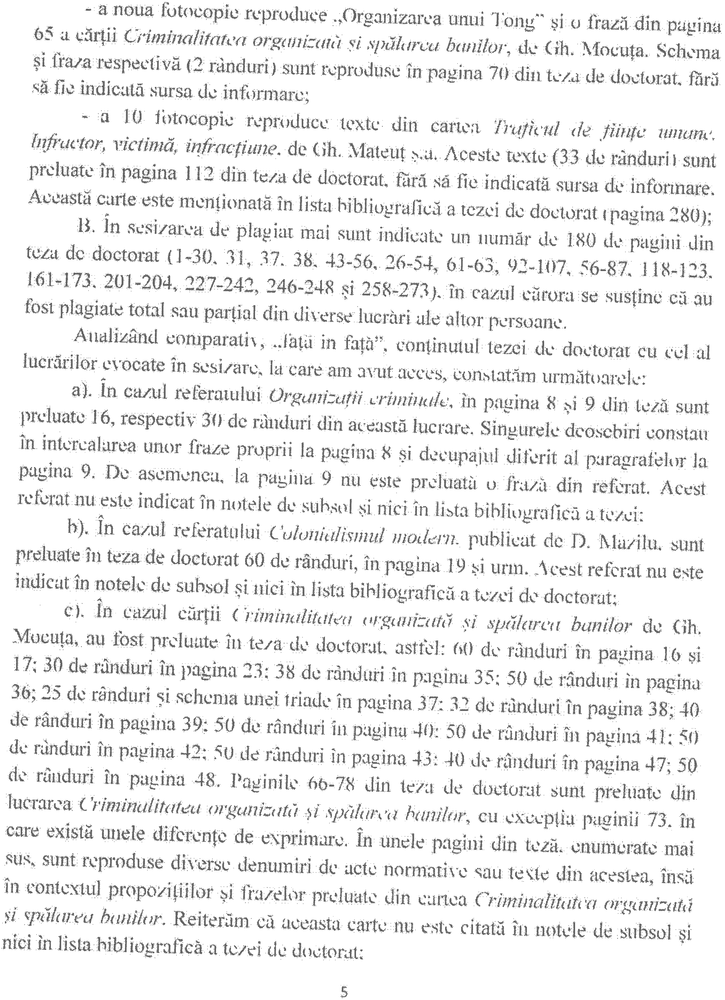 - a noua fotocopie reproduce „Organizarea unui Tong” și o frază din pagina
65 a cărții Criminalitatea organizată și spălarea banilor, de Gh. Mocuța. Schema
și fraza respectivă (2 rânduri) sunt reproduse în pagina 70 din teza de doctorat, fără
să fie indicată sursa de informare;
- a 10 fotocopie reproduce texte din cartea Traficul de ființe umane.
Infractor, victimă, infracțiune, de Gh. Mateuț ș.a. Aceste texte (33 de rânduri) sunt
preluate în pagina 112 din teza de doctorat, fără să fie indicată sursa de informare.
Această carte este menționată în lista bibliografică a tezei de doctorat (pagina 280);
B. În sesizarea de plagiat mai sunt indicate un număr de 180 de pagini din
teza de doctorat (1-30, 31, 37, 38, 43-56, 26-54, 61-63, 92-107, 56-87, 118-123,
161-173, 201-204, 227-242, 246-248 și 258-273), în cazul cărora se susține că au
fost plagiate total sau parțial din diverse lucrări ale altor persoane.
Analizând comparativ, „față in față”, conținutul tezei de doctorat cu cel al
lucrărilor evocate în sesizare, la care am avut acces, constatăm următoarele:
a). În cazul referatului Organizații criminale, în pagina 8 și 9 din teză sunt
preluate 16, respectiv 30 de rânduri din această lucrare. Singurele deosebiri constau
în intercalarea unor fraze proprii la pagina 8 și decupajul diferit al paragrafelor la
pagina 9. De asemenea, la pagina 9 nu este preluată o frază din referat. Acest
referat nu este indicat în notele de subsol și nici în lista bibliografică a tezei;
b). În cazul referatului Colonialismul modern, publicat de D. Mazilu, sunt
preluate în teza de doctorat 60 de rânduri, în pagina 19 și urm. Acest referat nu este
indicat în notele de subsol și nici în lista bibliografică a tezei de doctorat;
c). În cazul cărții Criminalitatea organizată și spălarea banilor de Gh.
Mocuța, au fost preluate în teza de doctorat, astfel: 60 de rânduri în pagina 16 și
17; 30 de rânduri în pagina 23; 38 de rânduri în pagina 35; 50 de rânduri în pagina
36; 25 de rânduri și schema unei triade în pagina 37; 32 de rânduri în pagina 38; 40
de rânduri în pagina 39; 50 de rânduri în pagina 40; 50 de rânduri în pagina 41; 50
de rânduri în pagina 42; 50 de rânduri în pagina 43; 40 de rânduri în pagina 47; 50
de rânduri în pagina 48. Paginile 66-78 din teza de doctorat sunt preluate din
lucrarea Criminalitatea organizată și spălarea banilor, cu excepția paginii 73, în
care există unele diferențe de exprimare. În unele pagini din teză, enumerate mai
sus, sunt reproduse diverse denumiri de acte normative sau texte din acestea, însă
în contextul propozițiilor și frazelor preluate din cartea Criminalitatea organizată
și spălarea banilor. Reiterăm că aceasta carte nu este citată în notele de subsol și
nici în lista bibliografică a tezei de doctorat;
5